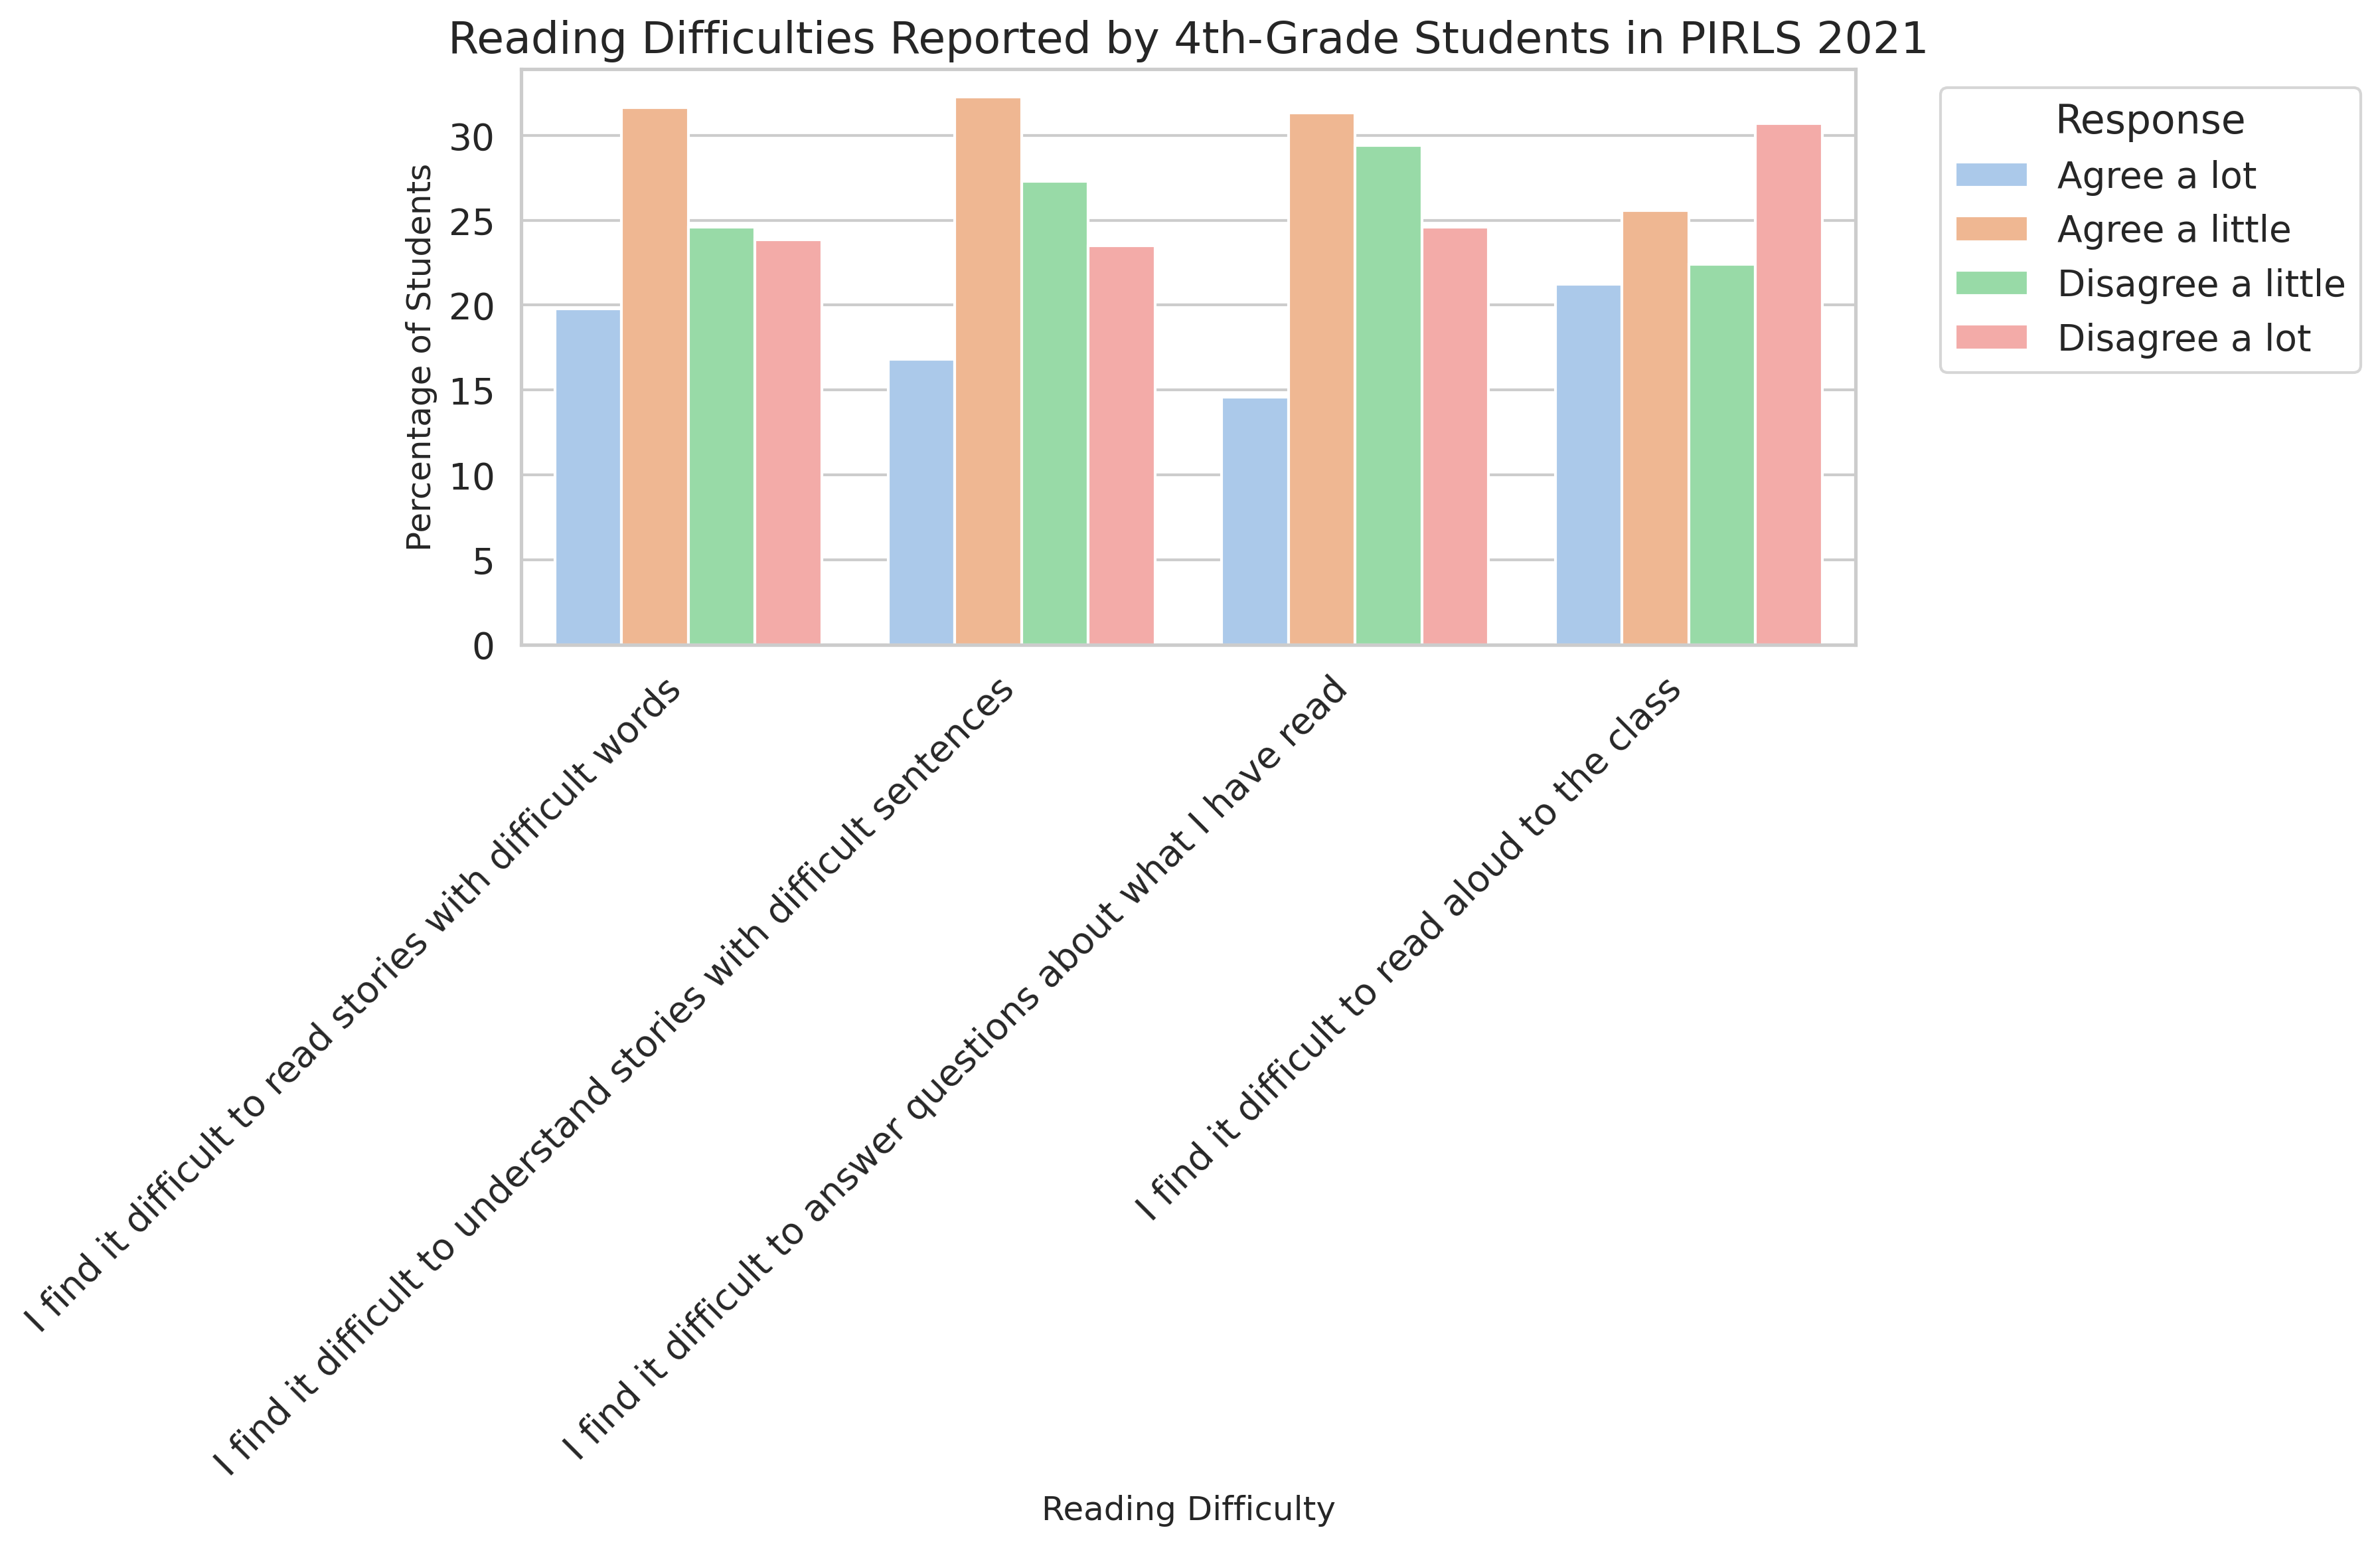 Reading Difficulties Reported by 4th-Grade Students in PIRLS 2021
Percentage of Students
30
25
20
15
10
5
0
I find it difficult to read stories with difficult words
I find it difficult to understand stories with difficult sentences
I find it difficult to answer questions about what I have read
I find it difficult to read aloud to the class
Reading Difficulty
Response
Agree a lot
Agree a little
Disagree a little
Disagree a lot